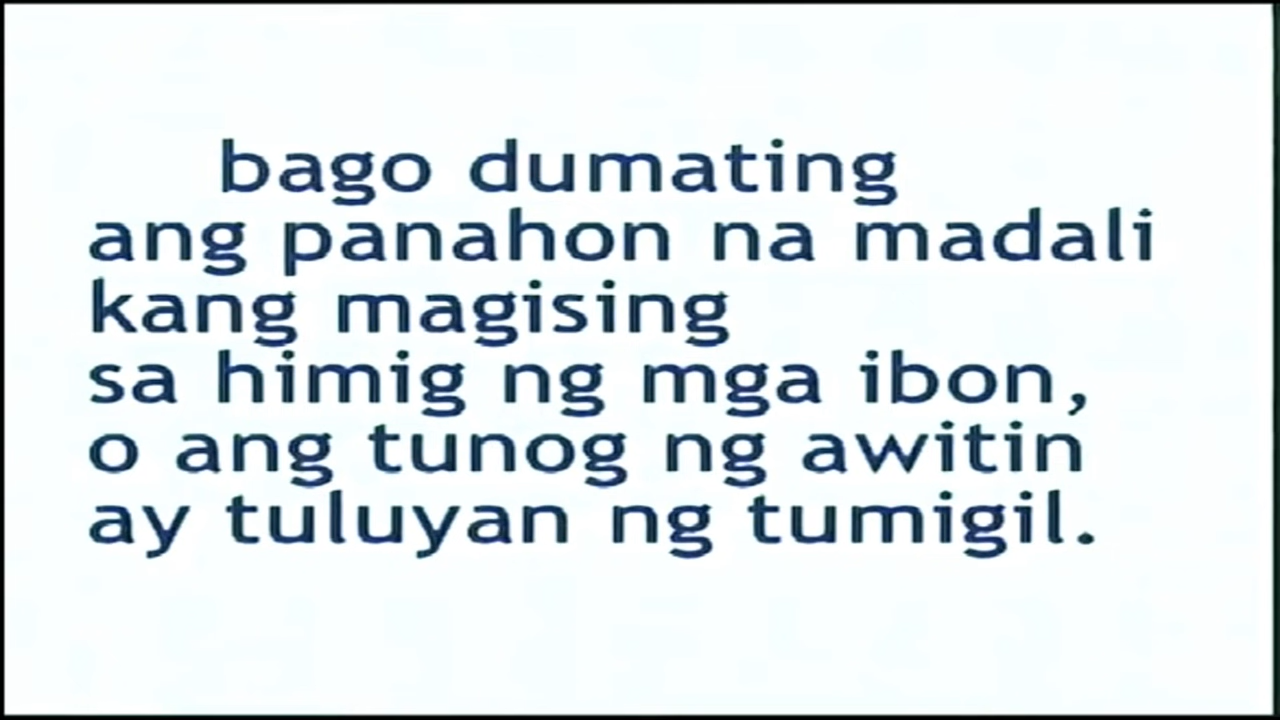 bago dumating
ang panahon na madali
kang magising
sa himig ng mga ibon,
o ang tunog ng awitin
ay tuluyan ng tumigil.